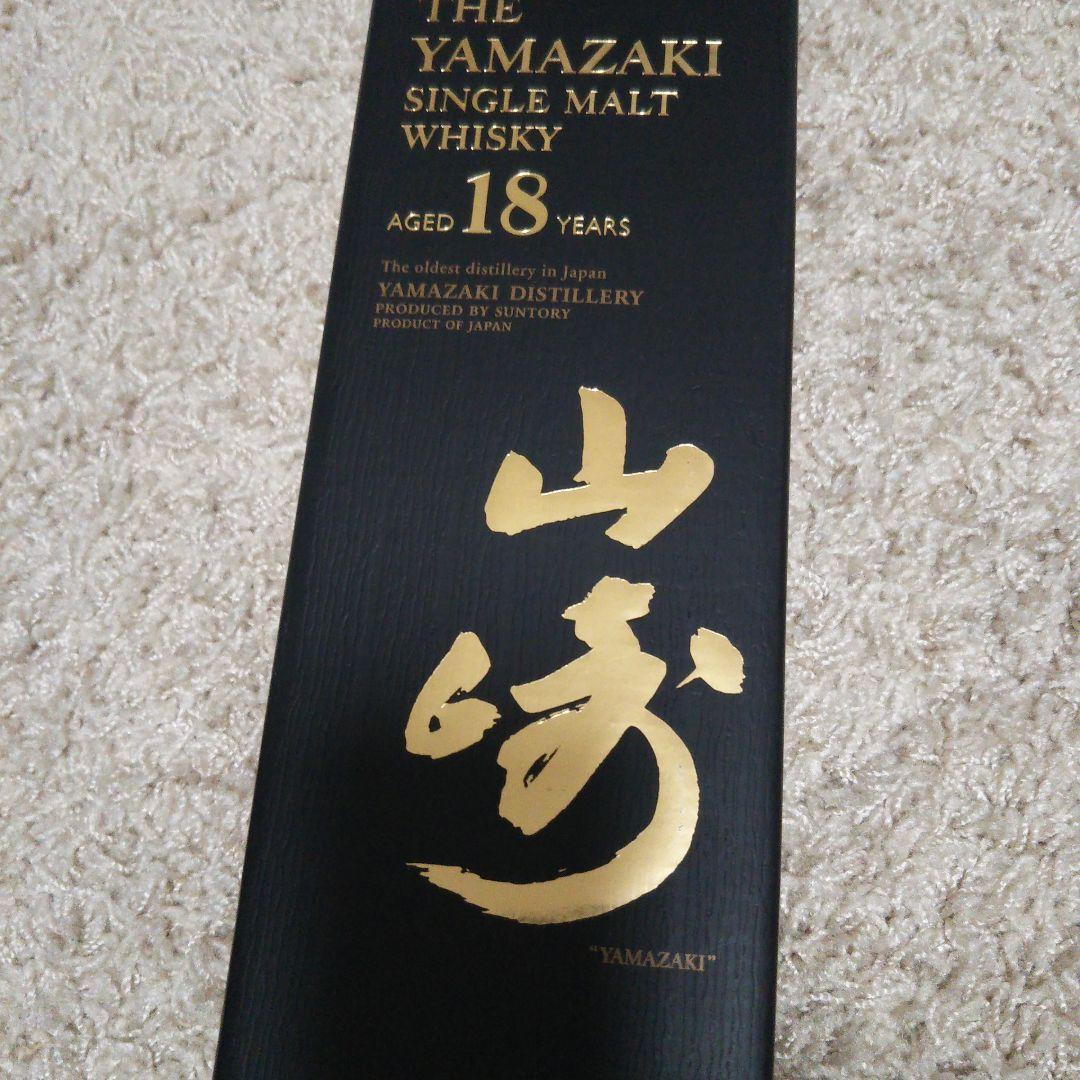 THE
YAMAZAKI
SINGLE MALT
WHISKY
AGED 18 YEARS
The oldest distillery in Japan
YAMAZAKI DISTILLERY
PRODUCED BY SUNTORY
PRODUCT OF JAPAN
山
崎
“YAMAZAKI”